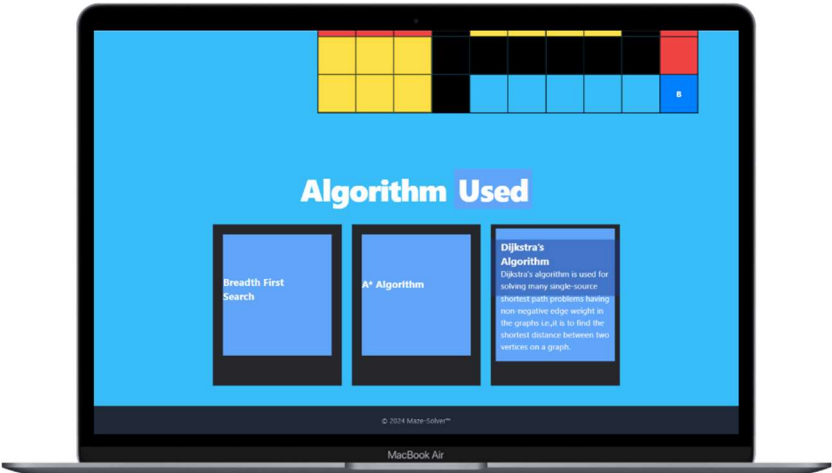 B
Algorithm Used
Breadth First
Search
A* Algorithm
Dijkstra's
Algorithm
Dijkstra's algorithm is used for
solving many single-source
shortest path problems having
non-negative edge weight in
the graphs i.e.,it is to find the
shortest distance between two
vertices on a graph.
© 2024 Maze-Solver™
MacBook Air